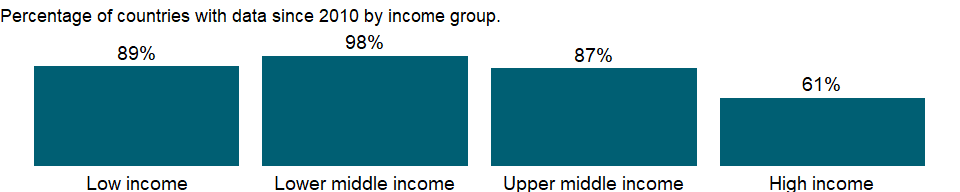 Percentage of countries with data since 2010 by income group.
89%
98%
87%
61%
Low income
Lower middle income
Upper middle income
High income